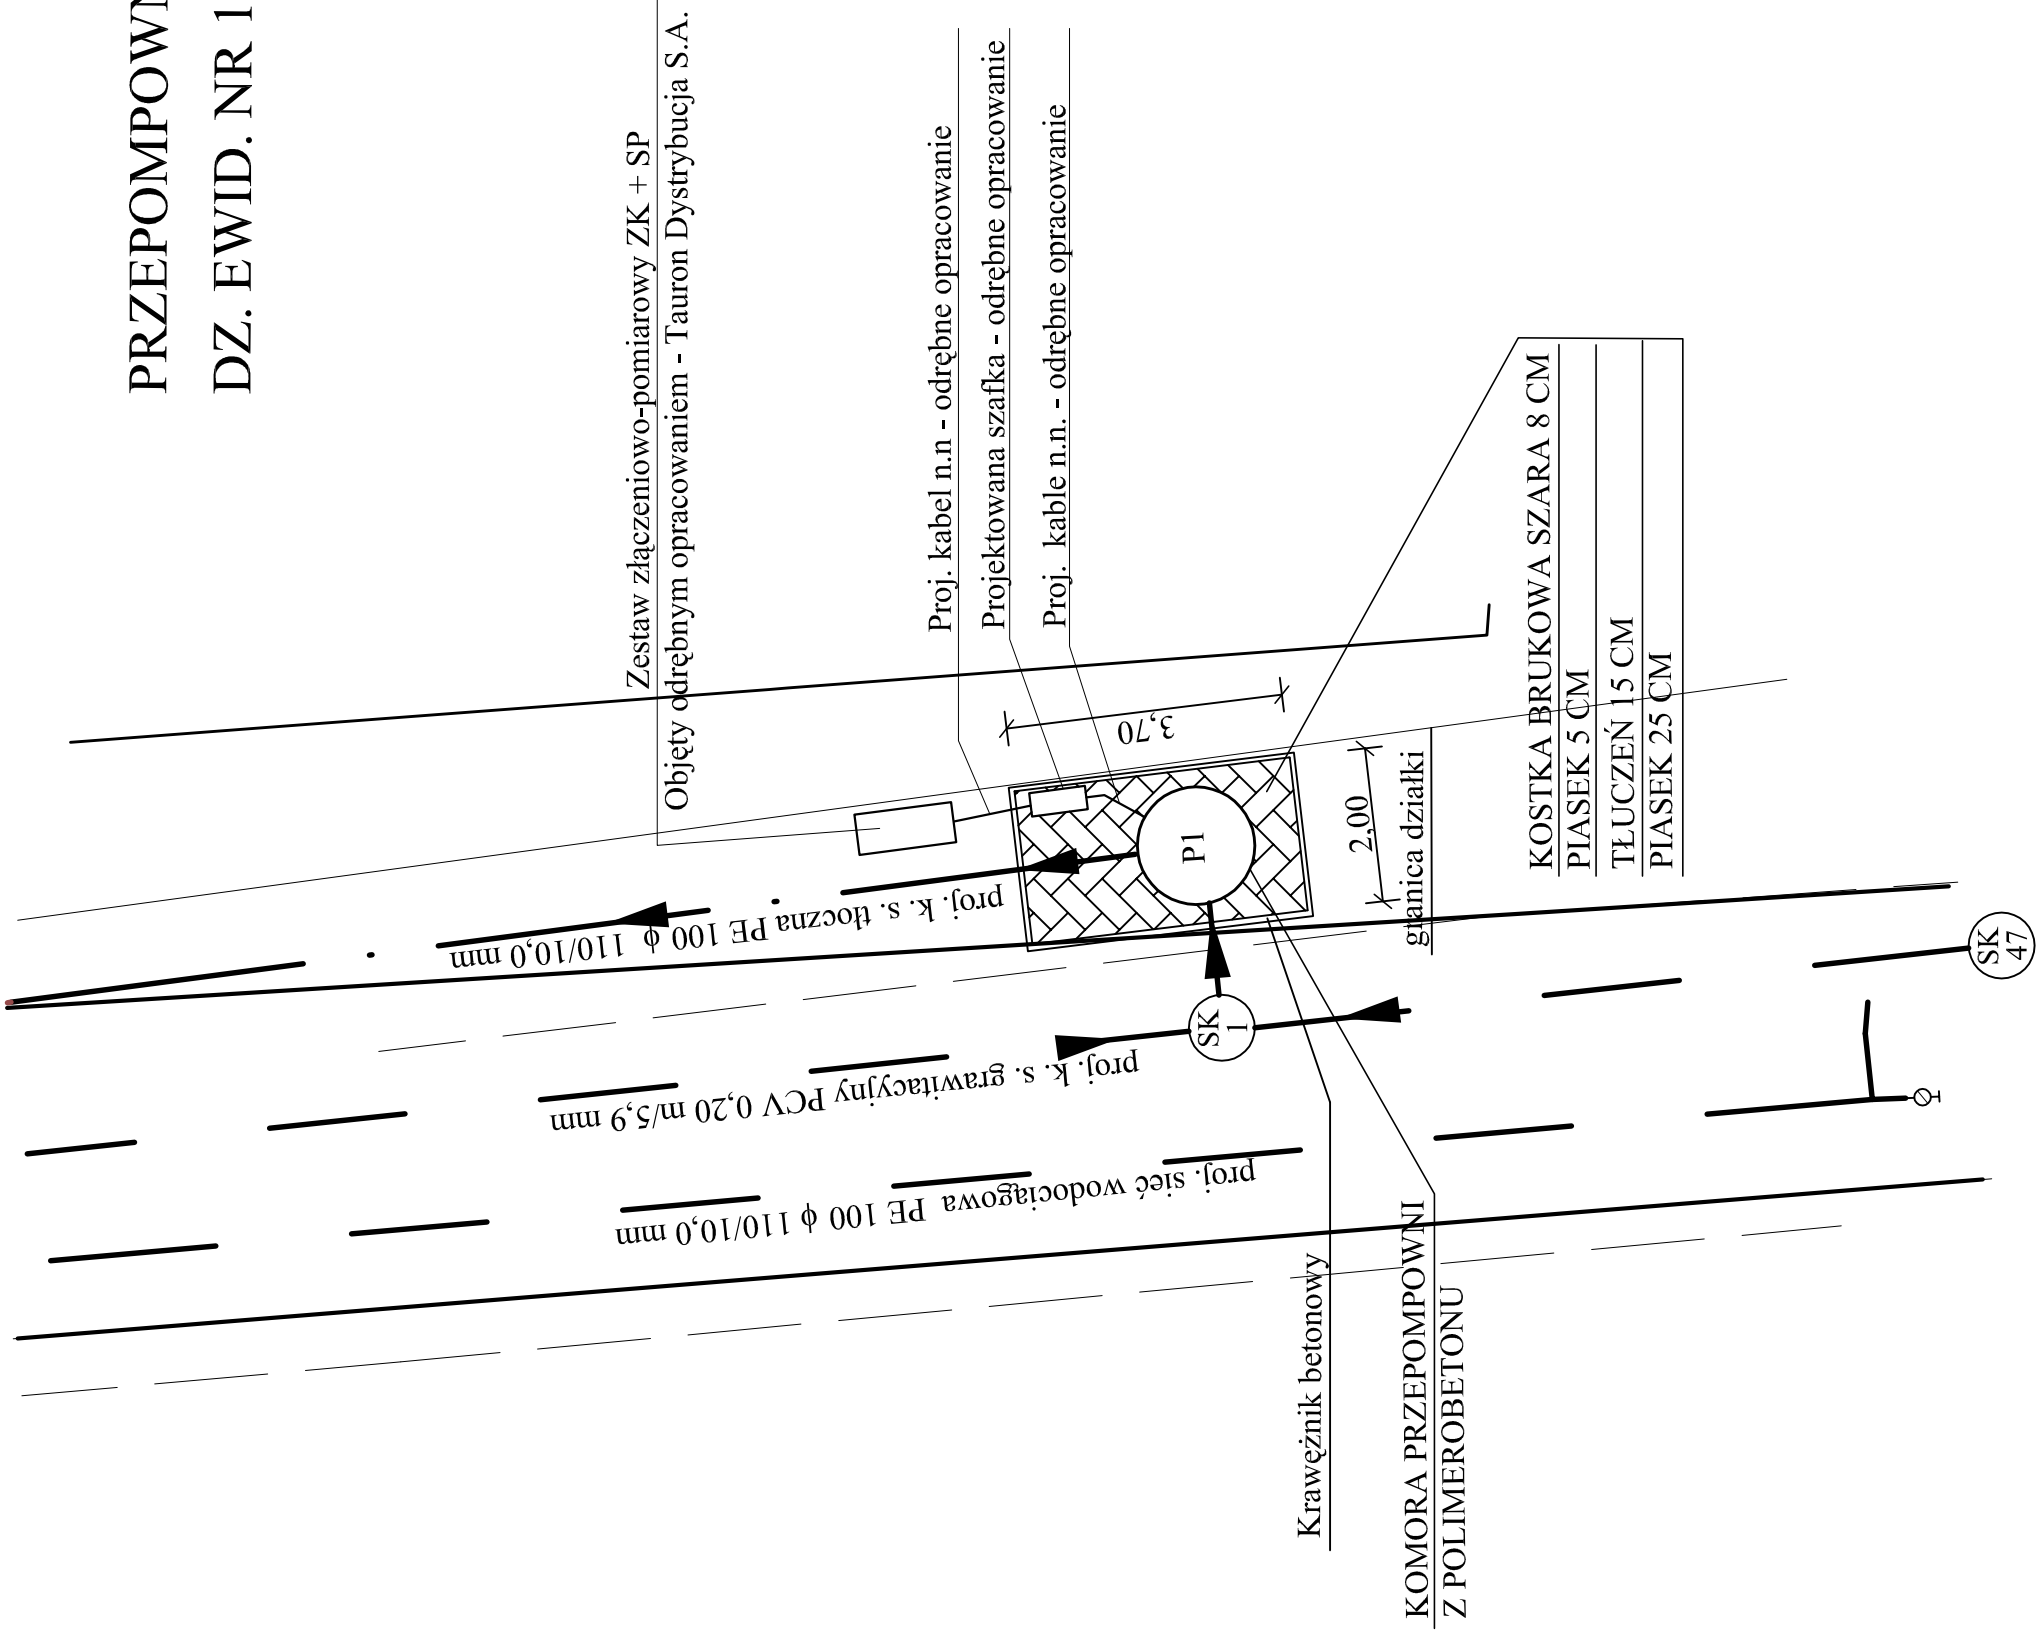 PRZEPOMPOWN
DZ. EWID. NR 1
Zestaw złączeniowo-pomiarowy ZK + SP
Objęty odrębnym opracowaniem - Tauron Dystrybucja S.A.
Proj. kabel n.n - odrębne opracowanie
Projektowana szafka - odrębne opracowanie
Proj. kable n.n. - odrębne opracowanie
3,70
2,00
granica działki
KOSTKA BRUKOWA SZARA 8 CM
PIASEK 5 CM
TŁUCZEŃ 15 CM
PIASEK 25 CM
P1
proj. k. s. tłoczna PE 100 ϕ 110/10,0 mm
proj. k. s. grawitacyjny PCV 0,20 m/5,9 mm
proj. sieć wodociągowa PE 100 ϕ 110/10,0 mm
SK
1
SK
47
Krawężnik betonowy
KOMORA PRZEPOMPOWNI
Z POLIMEROBETONU